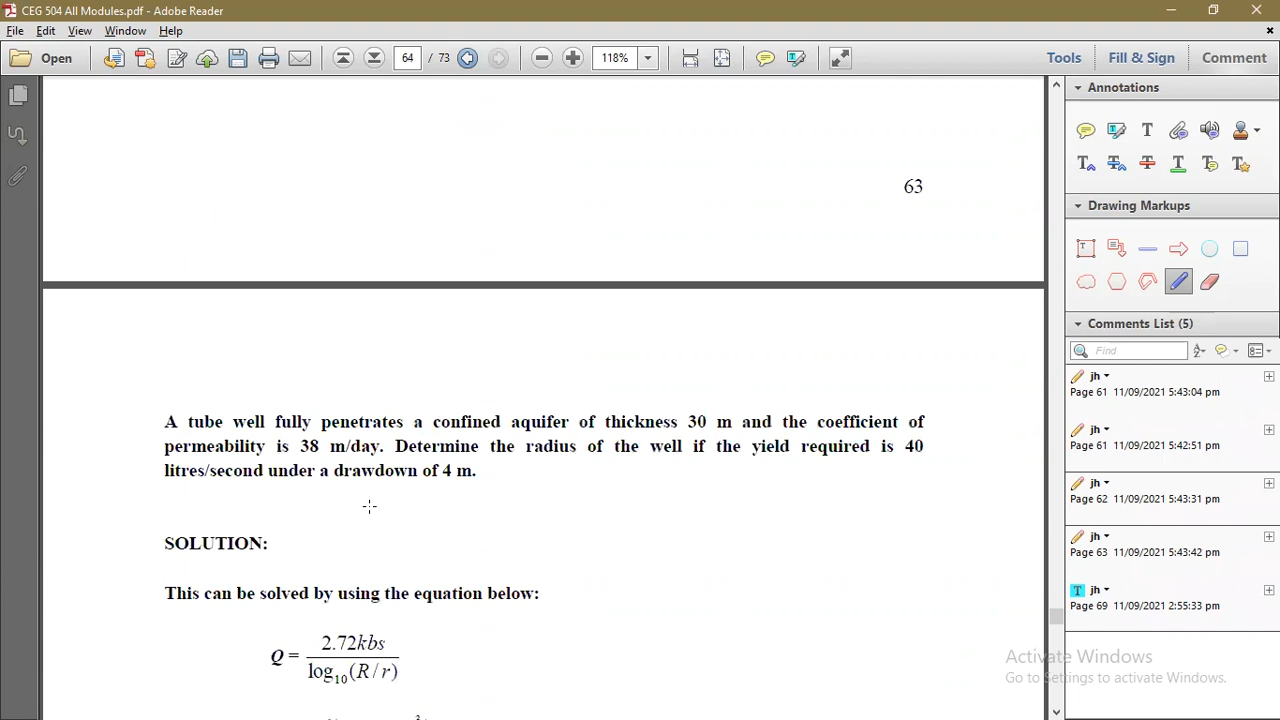 CEG 504 All Modules.pdf - Adobe Reader
File Edit View Window Help
Open 64 / 73 118% Tools Fill & Sign Comment
Annotations
63
Drawing Markups
Comments List (5)
Find
jh
Page 61 11/09/2021 5:43:04 pm
jh
Page 61 11/09/2021 5:42:51 pm
jh
Page 62 11/09/2021 5:43:31 pm
jh
Page 63 11/09/2021 5:43:42 pm
jh
Page 69 11/09/2021 2:55:33 pm
A tube well fully penetrates a confined aquifer of thickness 30 m and the coefficient of
permeability is 38 m/day. Determine the radius of the well if the yield required is 40
litres/second under a drawdown of 4 m.
SOLUTION:
This can be solved by using the equation below:
Q = 2.72kbs / log₁₀(R/r)
Activate Windows
Go to Settings to activate Windows.